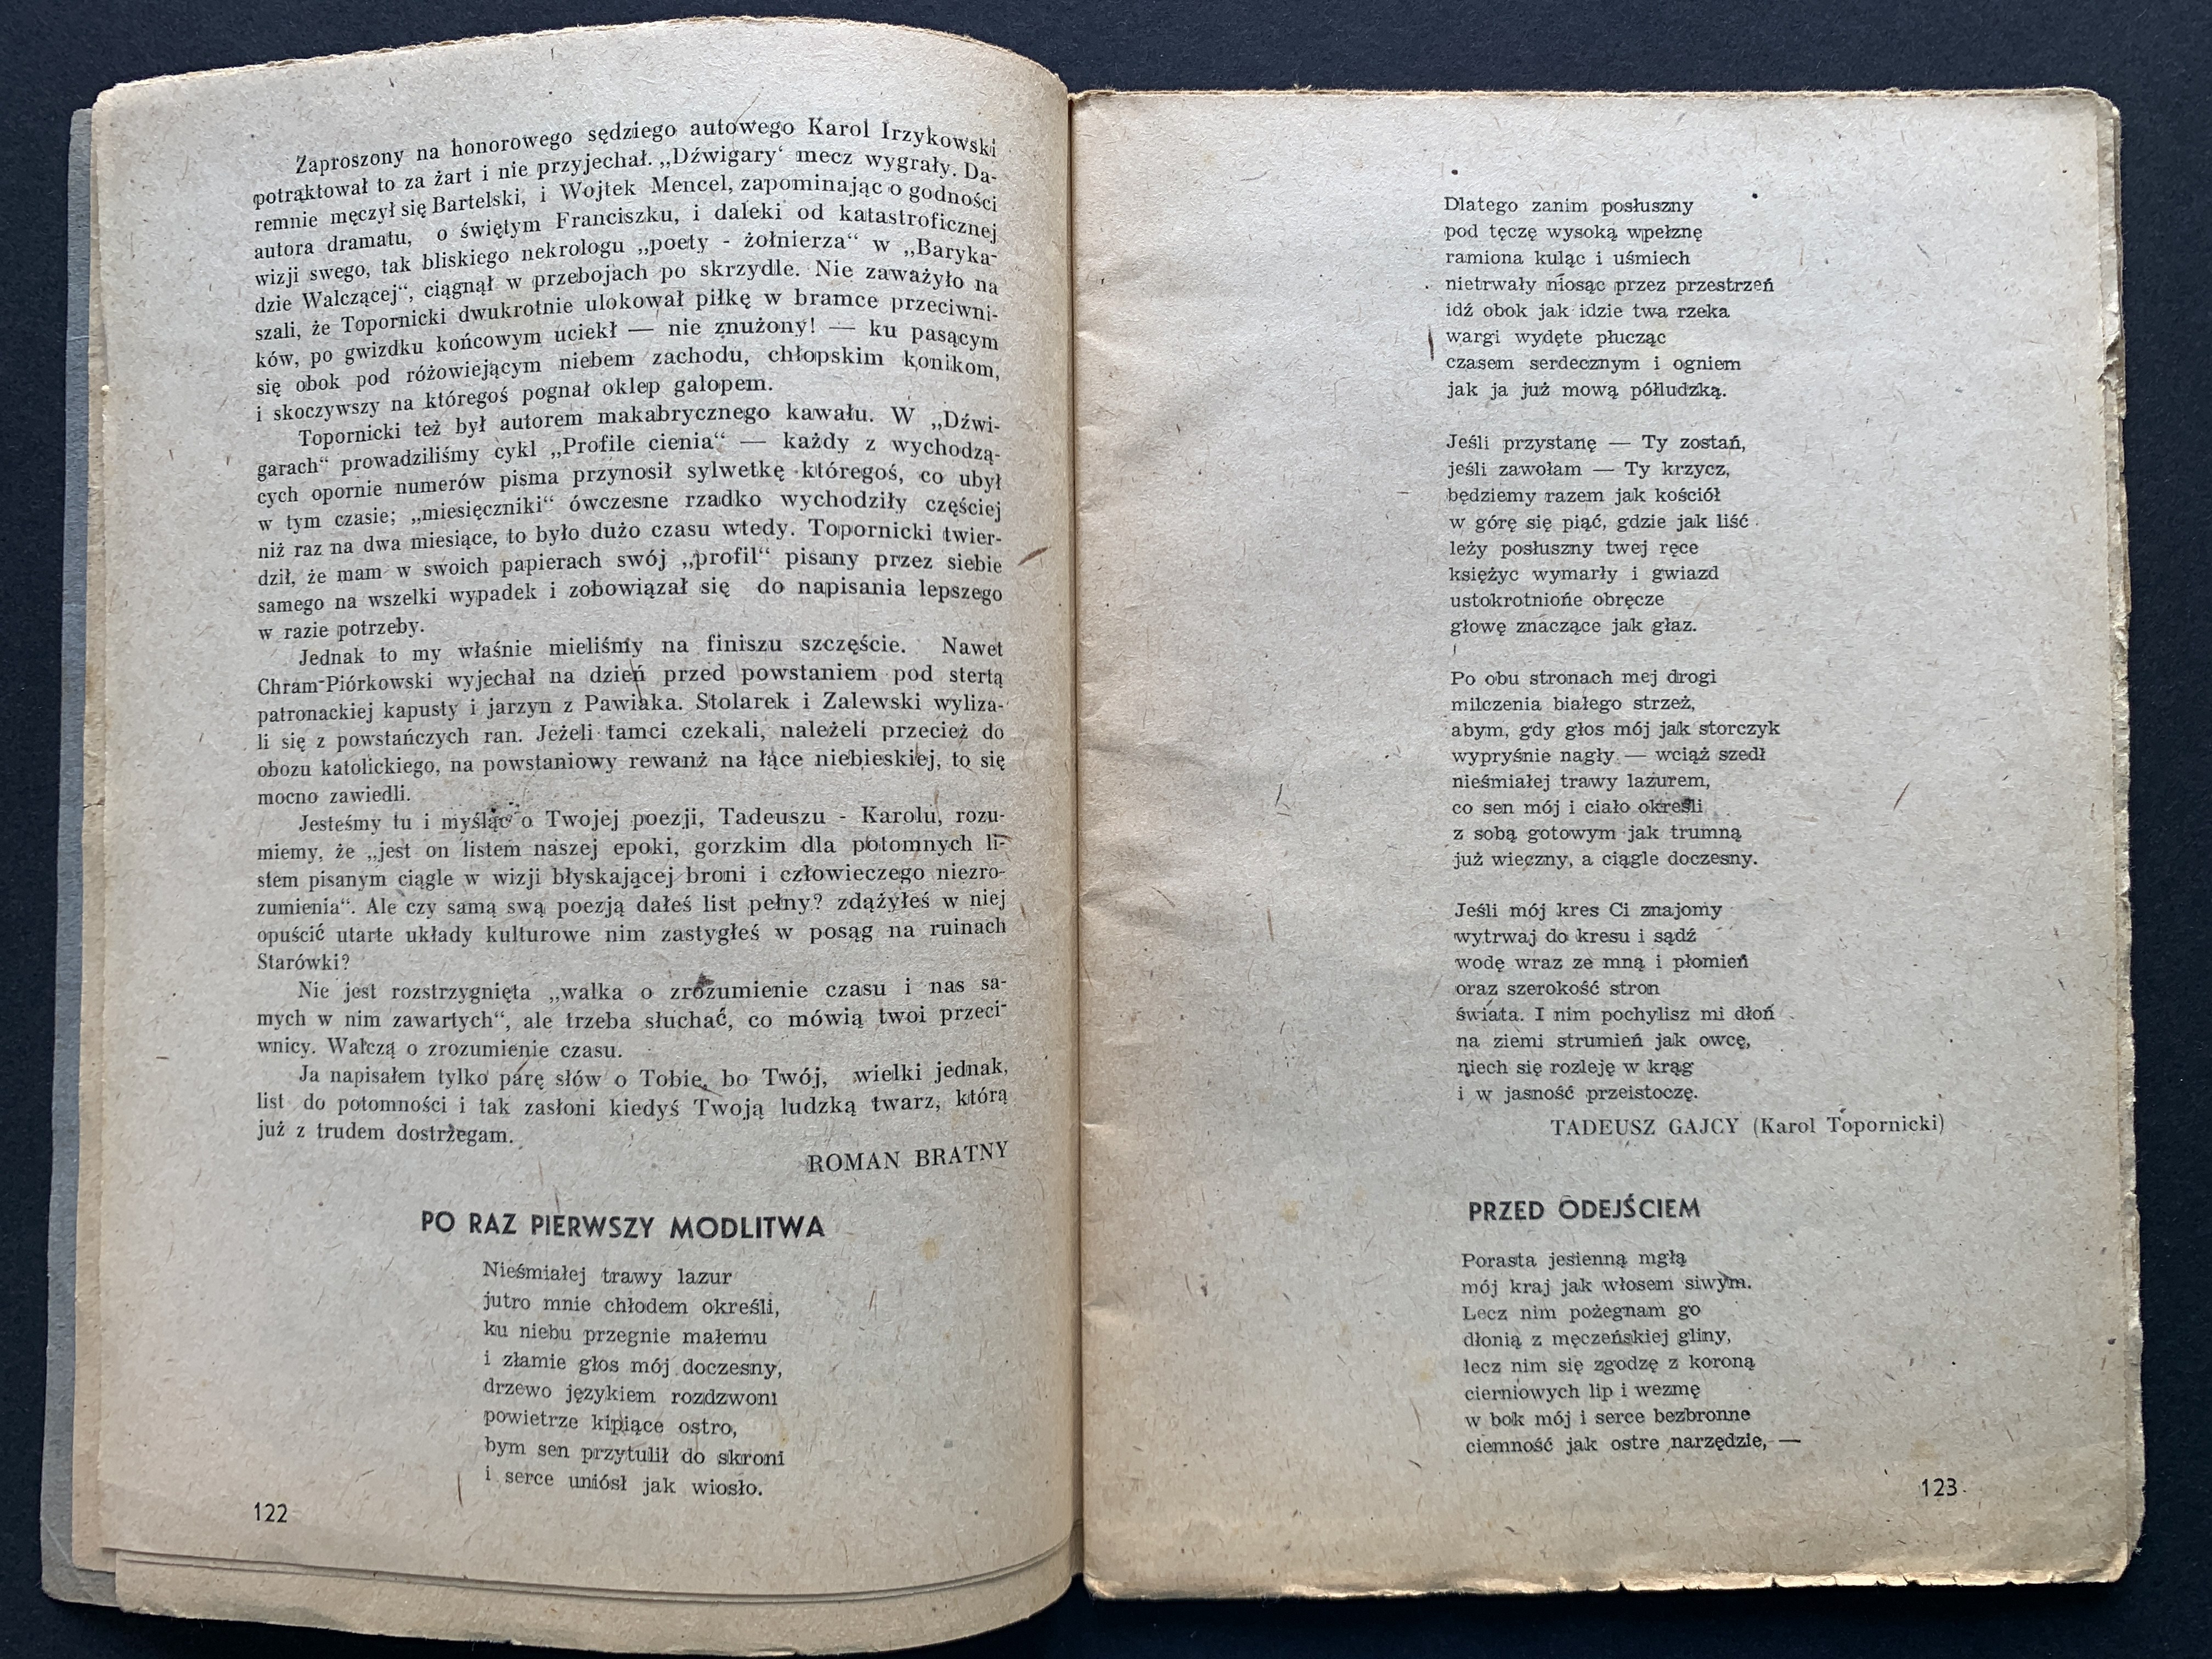 Zaproszony na honorowego sędziego autowego Karol Irzykowski
potraktował to za żart i nie przyjechał. „Dźwigary‘ mecz wygrały. Da-
remnie męczył się Bartelski, i Wojtek Mencel, zapominając o godności
autora dramatu, o świętym Franciszku, i daleki od katastroficznej
wizji swego, tak bliskiego nekrologu „poety - żołnierza“ w „Baryka-
dzie Walczącej“, ciągnął w przebojach po skrzydle. Nie zaważyło na
szali, że Topornicki dwukrotnie ulokował piłkę w bramce przeciwni-
ków, po gwizdku końcowym uciekł — nie znużony! — ku pasącym
się obok pod różowiejącym niebem zachodu, chłopskim konikom,
i skoczywszy na któregoś pognał oklep galopem.
Topornicki też był autorem makabrycznego kawału. W „Dźwi-
garach“ prowadziliśmy cykl „Profile cienia“ — każdy z wychodzą-
cych opornie numerów pisma przynosił sylwetkę któregoś, co ubył
w tym czasie; „miesięczniki“ ówczesne rzadko wychodziły częściej
niż raz na dwa miesiące, to było dużo czasu wtedy. Topornicki twier-
dził, że mam w swoich papierach swój „profil“ pisany przez siebie
samego na wszelki wypadek i zobowiązał się do napisania lepszego
w razie potrzeby.
Jednak to my właśnie mieliśmy na finiszu szczęście. Nawet
Chram-Piórkowski wyjechał na dzień przed powstaniem pod stertą
patronackiej kapusty i jarzyn z Pawiaka. Stolarek i Zalewski wyliza-
li się z powstańczych ran. Jeżeli tamci czekali, należeli przecież do
obozu katolickiego, na powstaniowy rewanż na łące niebieskiej, to się
mocno zawiedli.
Jesteśmy tu i myśląc o Twojej poezji, Tadeuszu - Karolu, rozu-
miemy, że „jest on listem naszej epoki, gorzkim dla potomnych li-
stem pisanym ciągle w wizji błyskającej broni i człowieczego niezro-
zumienia“. Ale czy samą swą poezją dałeś list pełny? zdążyłeś w niej
opuścić utarte układy kulturowe nim zastygłeś w posąg na ruinach
Starówki?
Nie jest rozstrzygnięta „walka o zrozumienie czasu i nas sa-
mych w nim zawartych“, ale trzeba słuchać, co mówią twoi przeci-
wnicy. Walczą o zrozumienie czasu.
Ja napisałem tylko parę słów o Tobie, bo Twój, wielki jednak,
list do potomności i tak zasłoni kiedyś Twoją ludzką twarz, którą
już z trudem dostrzegam.
ROMAN BRATNY
PO RAZ PIERWSZY MODLITWA
Nieśmiałej trawy lazur
jutro mnie chłodem określi,
ku niebu przegnie małemu
i złamie głos mój doczesny,
drzewo językiem rozdzwoni
powietrze kipiące ostro,
bym sen przytulił do skroni
i serce uniósł jak wiosło.
122
Dlatego zanim posłuszny
pod tęczę wysoką wpełznę
ramiona kuląc i uśmiech
nietrwały niosąc przez przestrzeń
idź obok jak idzie twa rzeka
wargi wydęte płucząc
czasem serdecznym i ogniem
jak ja już mową półludzką.
Jeśli przystanę — Ty zostań,
jeśli zawołam — Ty krzycz,
będziemy razem jak kościół
w górę się piąć, gdzie jak liść
leży posłuszny twej ręce
księżyc wymarły i gwiazd
ustokrotniońe obręcze
głowę znaczące jak głaz.
Po obu stronach mej drogi
milczenia białego strzeż,
abym, gdy głos mój jak storczyk
wypryśnie nagły — wciąż szedł
nieśmiałej trawy lazurem,
co sen mój i ciało określi
z sobą gotowym jak trumną
już wieczny, a ciągle doczesny.
Jeśli mój kres Ci znajomy
wytrwaj do kresu i sądź
wodę wraz ze mną i płomień
oraz szerokość stron
świata. I nim pochylisz mi dłoń
na ziemi strumień jak owcę,
niech się rozleję w krąg
i w jasność przeistoczę.
TADEUSZ GAJCY (Karol Topornicki)
PRZED ODEJŚCIEM
Porasta jesienną mgłą
mój kraj jak włosem siwym.
Lecz nim pożegnam go
dłonią z męczeńskiej gliny,
lecz nim się zgodzę z koroną
cierniowych lip i wezmę
w bok mój i serce bezbronne
ciemność jak ostre narzędzie, —
123